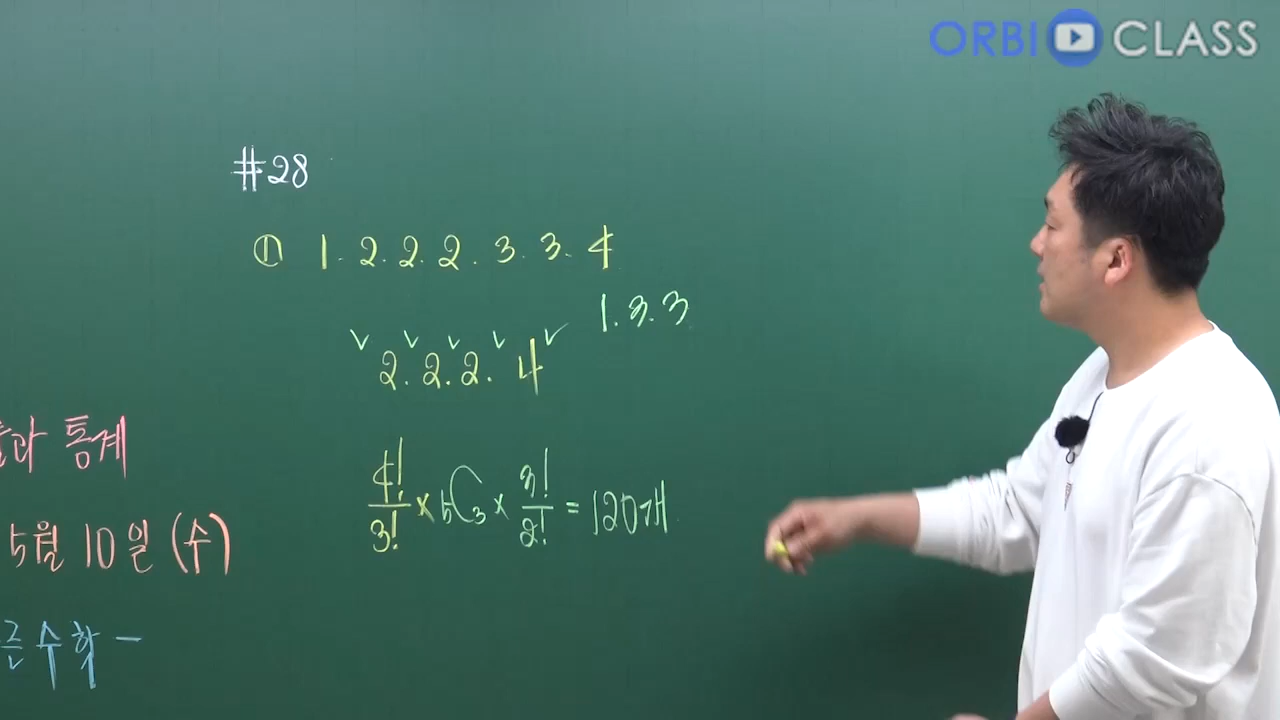 ORBI CLASS
#28
① 1. 2. 2. 2. 3. 3. 4
1. 3. 3
✓ 2. ✓ 2. ✓ 2. ✓ 4 ✓
4!/3! × ₅C₃ × 3!/2! = 120개
통계
5월 10일 (수)
수학 -